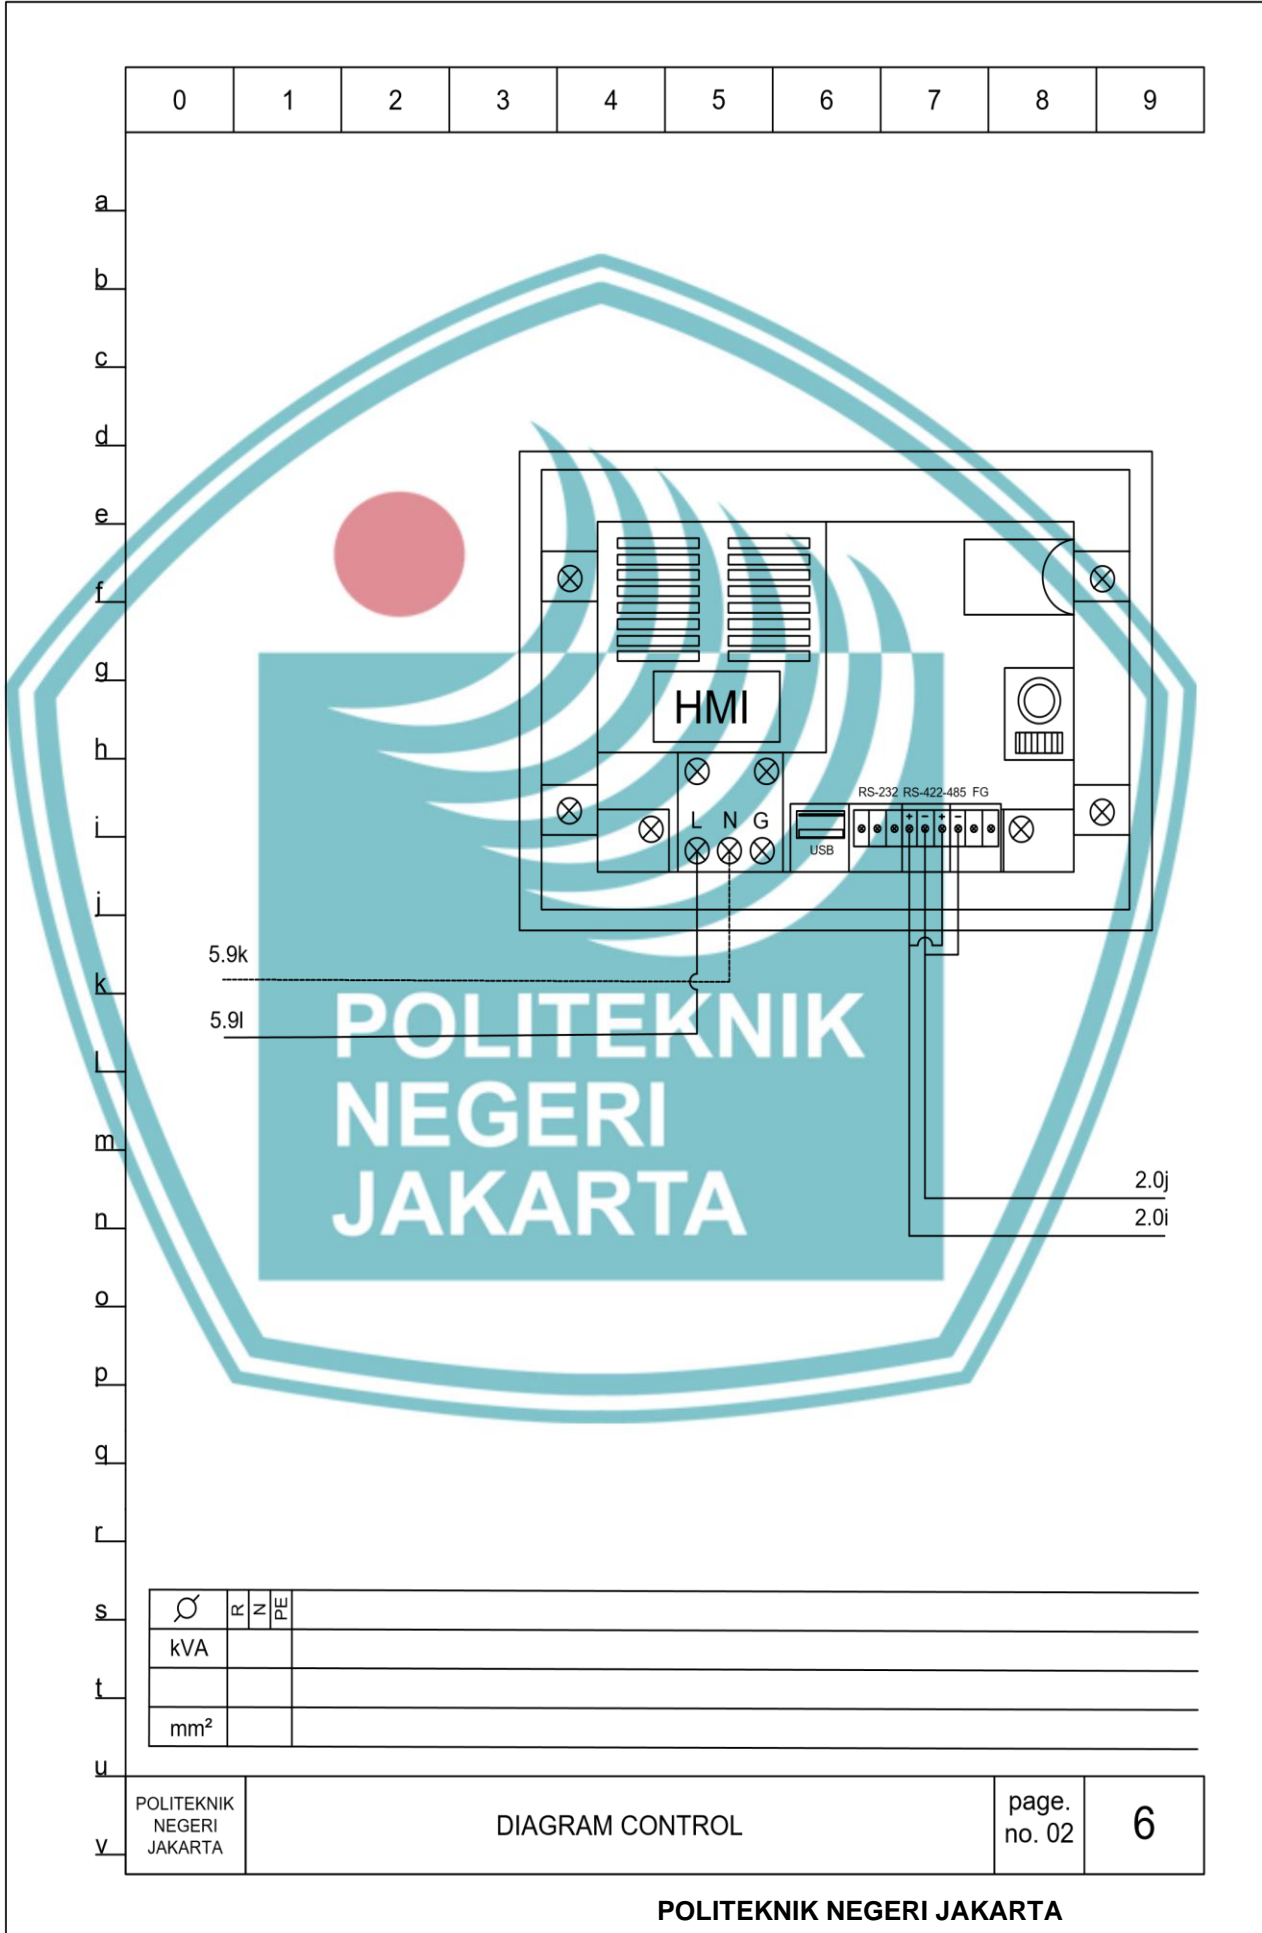 0 1 2 3 4 5 6 7 8 9
a
b
c
d
e
f
g
HMI
h
RS-232 RS-422-485 FG
i
L N G
+ - + -
USB
j
5.9k
k
5.9l
POLITEKNIK
L
NEGERI
m
JAKARTA
2.0j
n
2.0i
o
p
q
r
s
R N PE
kVA
t
mm²
u
POLITEKNIK
NEGERI
JAKARTA
DIAGRAM CONTROL
page.
no. 02
6
v
POLITEKNIK NEGERI JAKARTA